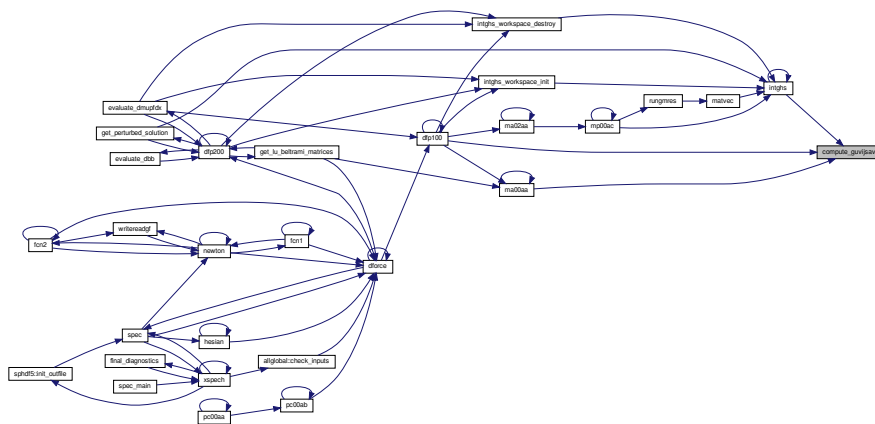 intghs_workspace_destroy
intghs_workspace_init
intghs
evaluate_dmupfdx
rungmres
matvec
get_perturbed_solution
ma02aa
mp00ac
dfp100
evaluate_dbb
dfp200
get_lu_beltrami_matrices
compute_guvijsave
ma00aa
writereadgf
fcn2
newton
fcn1
dforce
spec
hesian
final_diagnostics
allglobal::check_inputs
sphdf5::init_outfile
spec_main
xspech
pc00aa
pc00ab